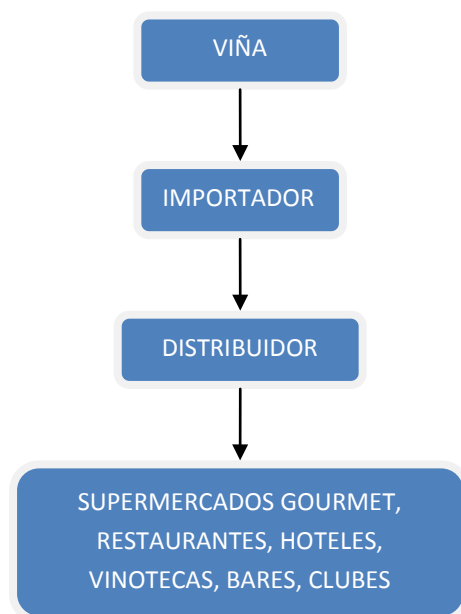 VIÑA
IMPORTADOR
DISTRIBUIDOR
SUPERMERCADOS GOURMET,
RESTAURANTES, HOTELES,
VINOTECAS, BARES, CLUBES